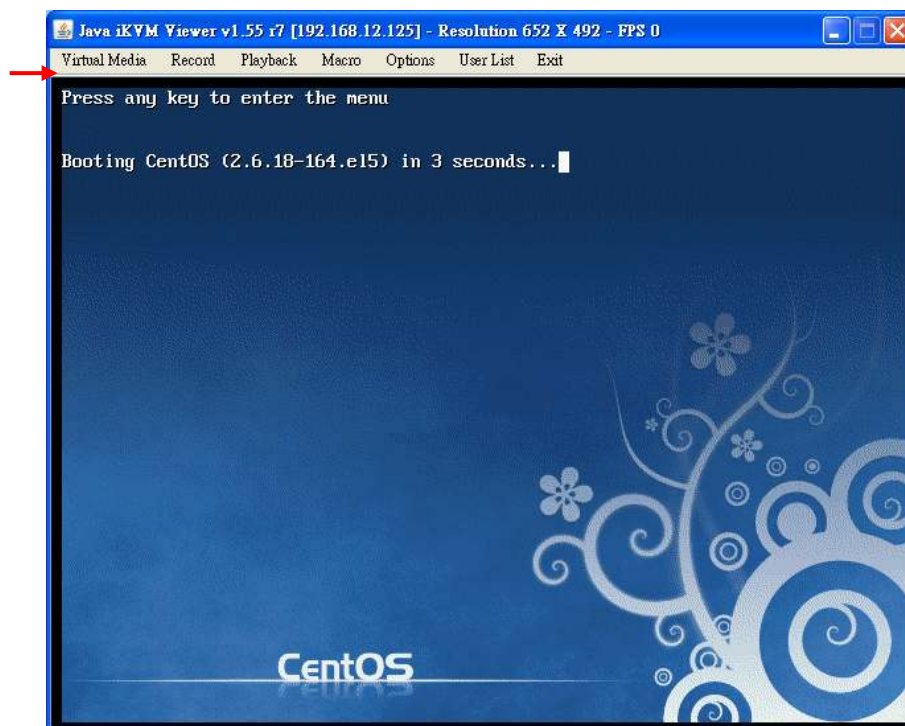 Java iKVM Viewer v1.55 r7 [192.168.12.125] - Resolution 652 X 492 - FPS 0
Virtual Media Record Playback Macro Options User List Exit
Press any key to enter the menu
Booting CentOS (2.6.18-164.el5) in 3 seconds...
CentOS